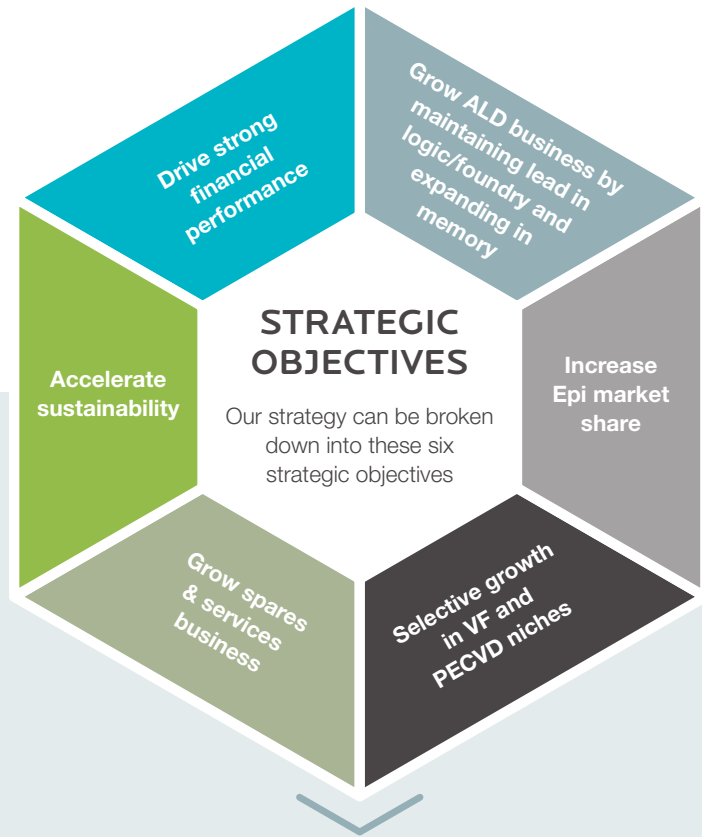 Drive strong
financial
performance
Grow ALD business by
maintaining lead in
logic/foundry and
expanding in
memory
STRATEGIC
OBJECTIVES
Our strategy can be broken
down into these six
strategic objectives
Accelerate
sustainability
Increase
Epi market
share
Grow spares
& services
business
Selective growth
in VF and
PECVD niches